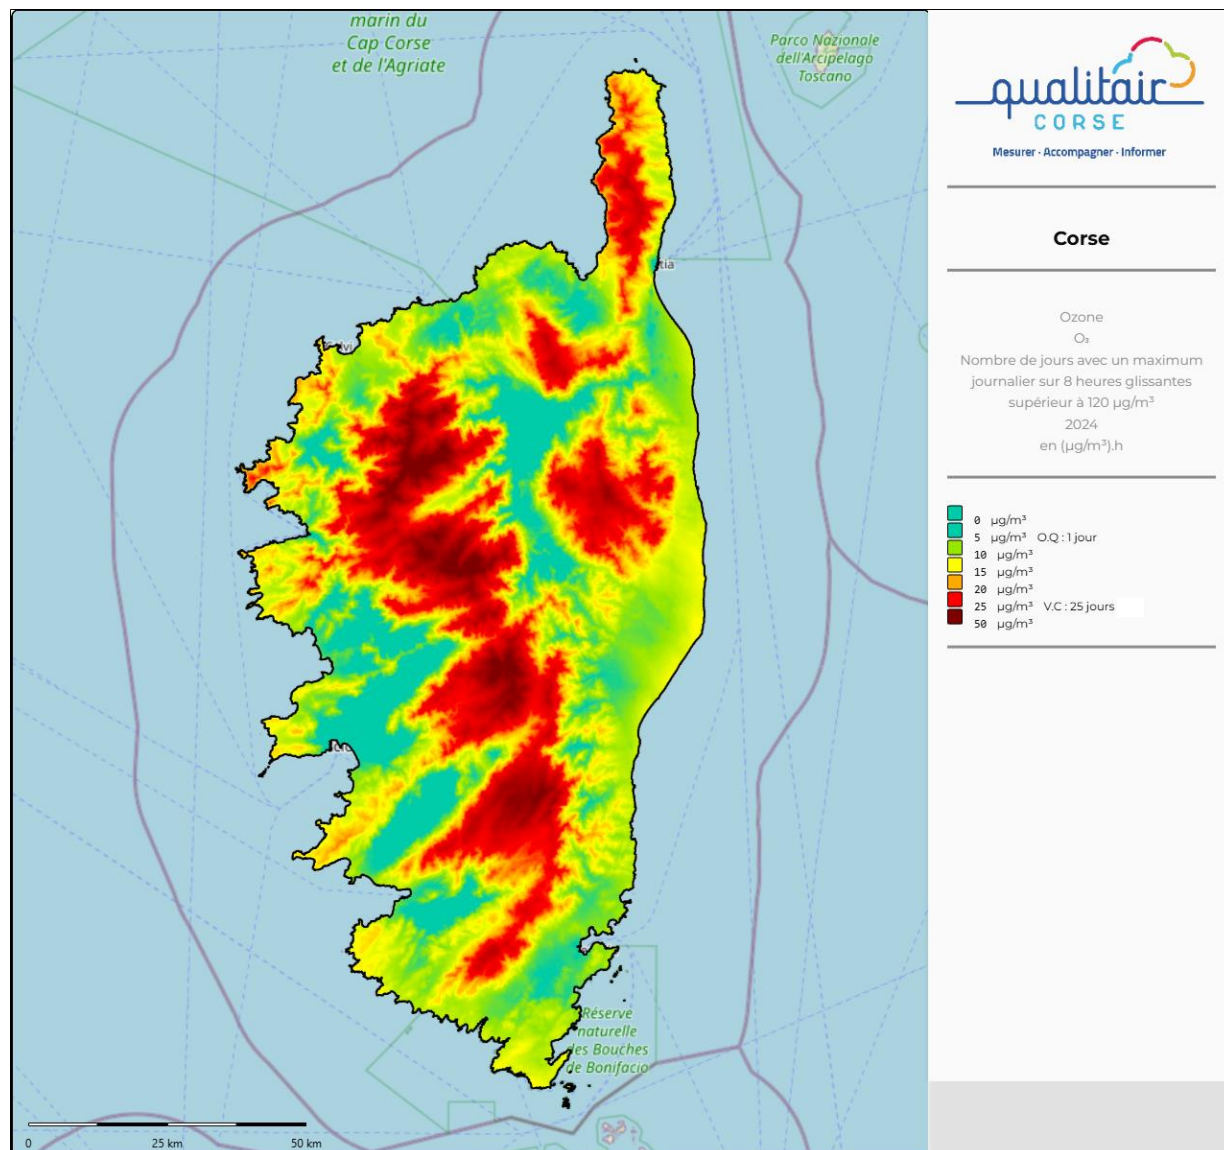 marin du
Cap Corse
et de l'Agriate
Parco Nazionale
dell'Arcipelago
Toscano
Réserve
naturelle
des Bouches
de Bonifacio
0 25 km 50 km
qualitair
CORSE
Mesurer · Accompagner · Informer
Corse
Ozone
O₃
Nombre de jours avec un maximum
journalier sur 8 heures glissantes
supérieur à 120 µg/m³
2024
en (µg/m³).h
0 µg/m³
5 µg/m³ O.Q : 1 jour
10 µg/m³
15 µg/m³
20 µg/m³
25 µg/m³ V.C : 25 jours
50 µg/m³